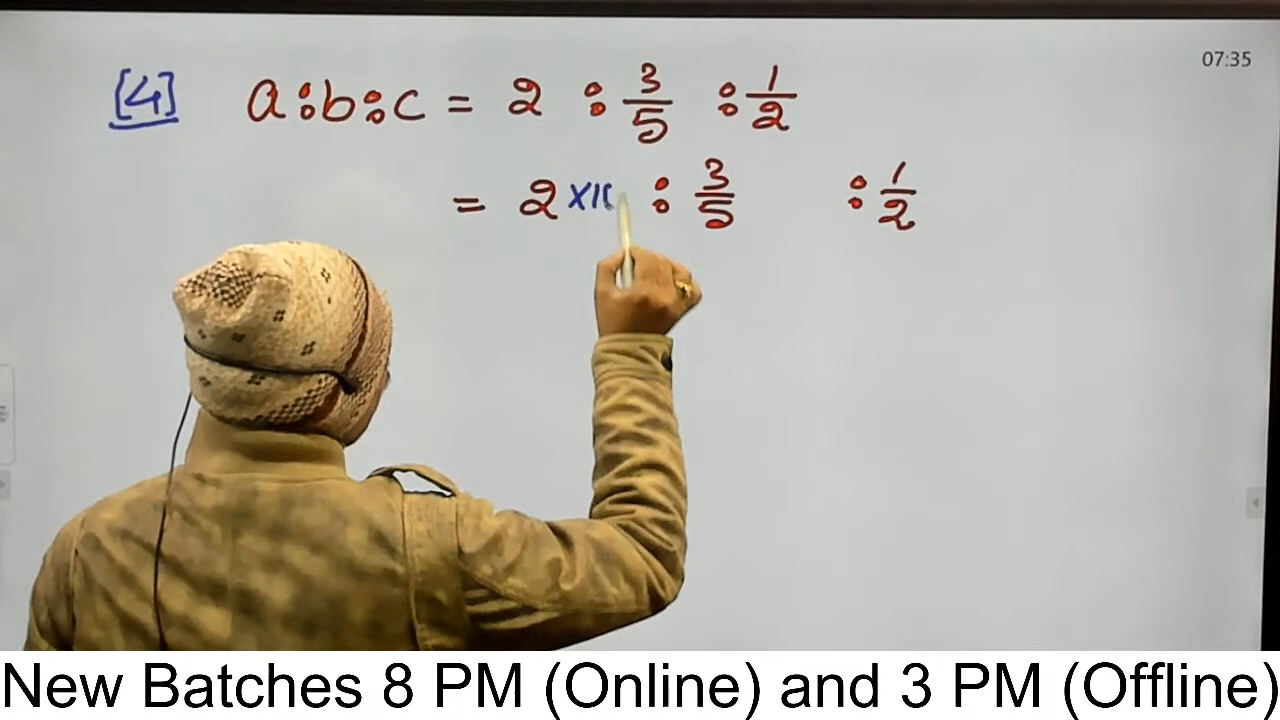 07:35
[4] a:b:c = 2 : 3/5 : 1/2
= 2 ×10 : 3/5 : 1/2
New Batches 8 PM (Online) and 3 PM (Offline)